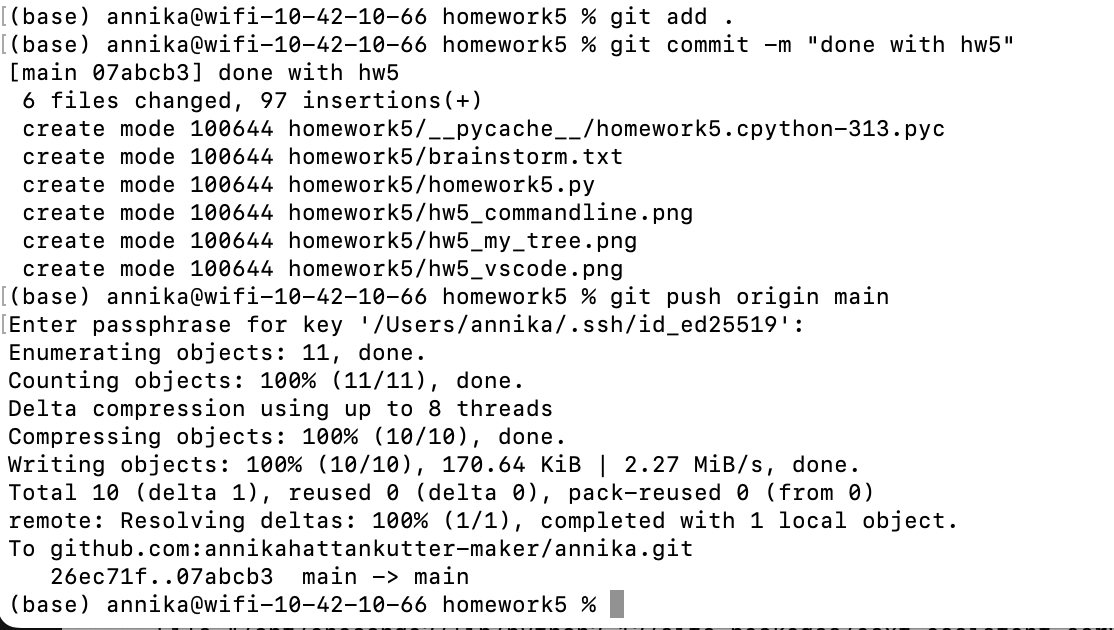 [(base) annika@wifi-10-42-10-66 homework5 % git add .
[(base) annika@wifi-10-42-10-66 homework5 % git commit -m "done with hw5"
[main 07abcb3] done with hw5
 6 files changed, 97 insertions(+)
 create mode 100644 homework5/__pycache__/homework5.cpython-313.pyc
 create mode 100644 homework5/brainstorm.txt
 create mode 100644 homework5/homework5.py
 create mode 100644 homework5/hw5_commandline.png
 create mode 100644 homework5/hw5_my_tree.png
 create mode 100644 homework5/hw5_vscode.png
[(base) annika@wifi-10-42-10-66 homework5 % git push origin main
[Enter passphrase for key '/Users/annika/.ssh/id_ed25519':
Enumerating objects: 11, done.
Counting objects: 100% (11/11), done.
Delta compression using up to 8 threads
Compressing objects: 100% (10/10), done.
Writing objects: 100% (10/10), 170.64 KiB | 2.27 MiB/s, done.
Total 10 (delta 1), reused 0 (delta 0), pack-reused 0 (from 0)
remote: Resolving deltas: 100% (1/1), completed with 1 local object.
To github.com:annikahattankutter-maker/annika.git
   26ec71f..07abcb3  main -> main
(base) annika@wifi-10-42-10-66 homework5 %